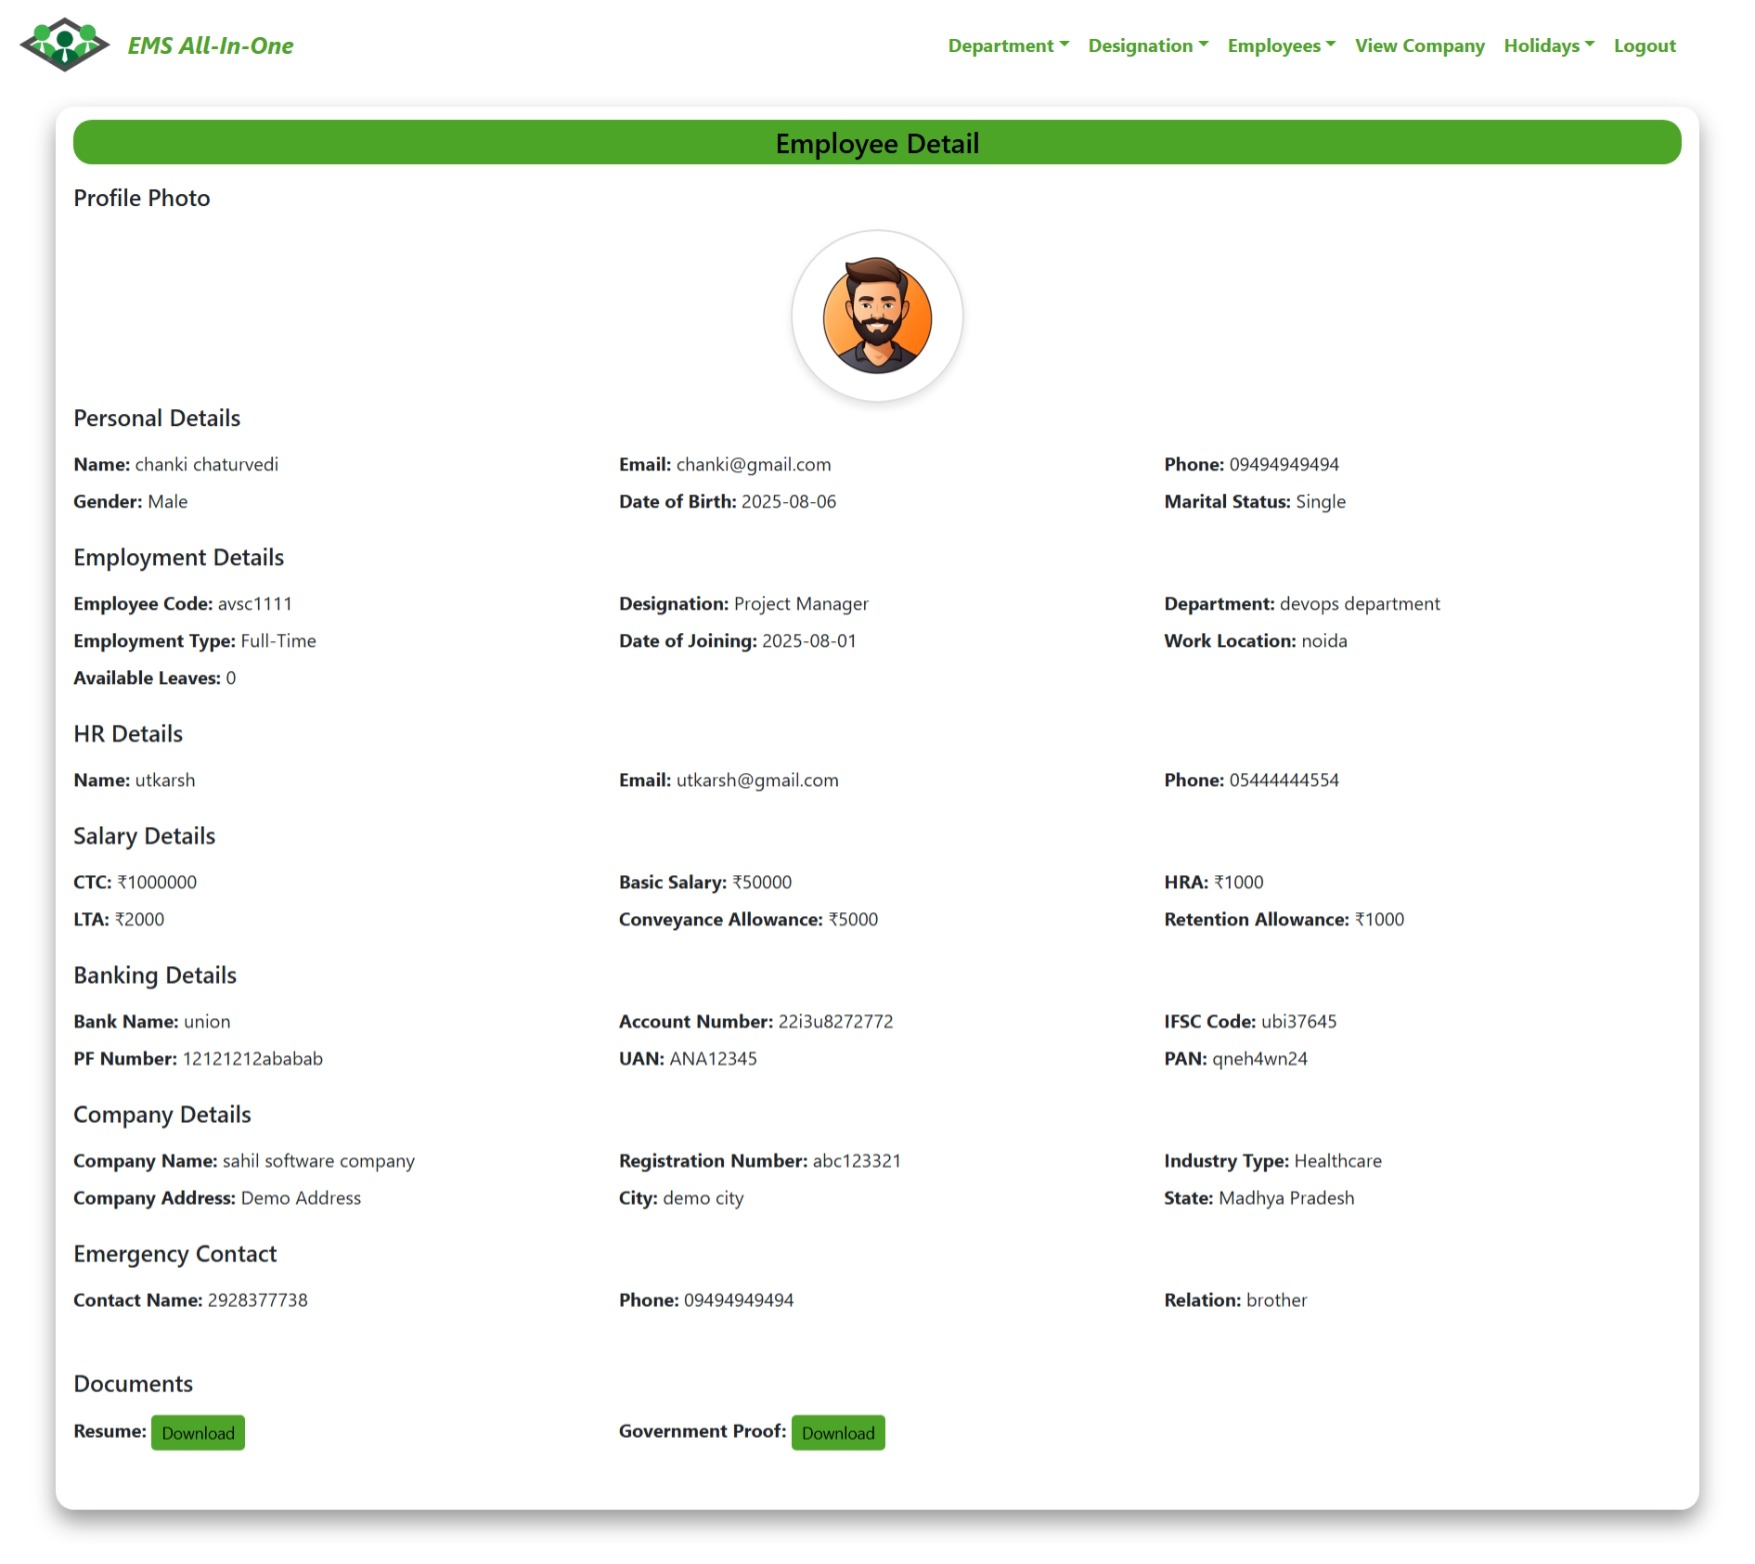 EMS All-In-One Department Designation Employees View Company Holidays Logout
Employee Detail
Profile Photo
Personal Details
Name: chanki chaturvedi Email: chanki@gmail.com Phone: 09494949494
Gender: Male Date of Birth: 2025-08-06 Marital Status: Single
Employment Details
Employee Code: avsc1111 Designation: Project Manager Department: devops department
Employment Type: Full-Time Date of Joining: 2025-08-01 Work Location: noida
Available Leaves: 0
HR Details
Name: utkarsh Email: utkarsh@gmail.com Phone: 05444444554
Salary Details
CTC: ₹1000000 Basic Salary: ₹50000 HRA: ₹1000
LTA: ₹2000 Conveyance Allowance: ₹5000 Retention Allowance: ₹1000
Banking Details
Bank Name: union Account Number: 22i3u8272772 IFSC Code: ubi37645
PF Number: 12121212ababab UAN: ANA12345 PAN: qneh4wn24
Company Details
Company Name: sahil software company Registration Number: abc123321 Industry Type: Healthcare
Company Address: Demo Address City: demo city State: Madhya Pradesh
Emergency Contact
Contact Name: 2928377738 Phone: 09494949494 Relation: brother
Documents
Resume: Download Government Proof: Download